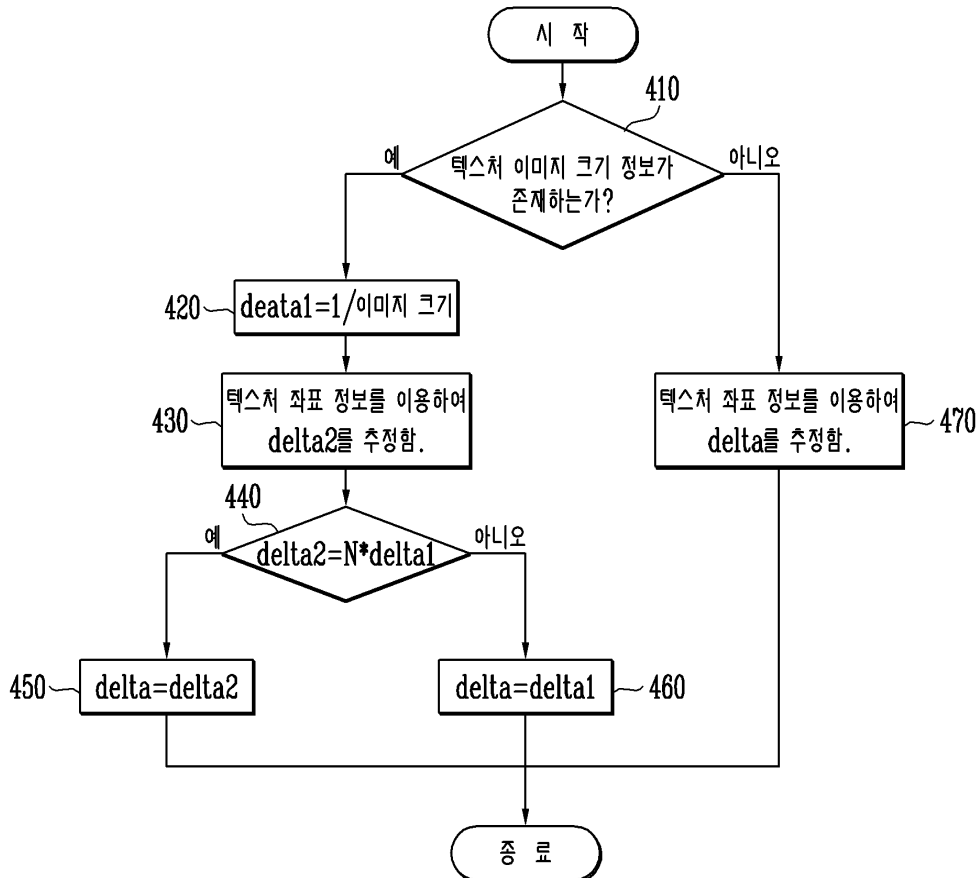 시 작
410
텍스처 이미지 크기 정보가
존재하는가?
예
아니오
420
deata1=1/이미지 크기
430
텍스처 좌표 정보를 이용하여
delta2를 추정함.
텍스처 좌표 정보를 이용하여
delta를 추정함.
470
440
예
아니오
delta2=N*delta1
450
delta=delta2
delta=delta1
460
종 료